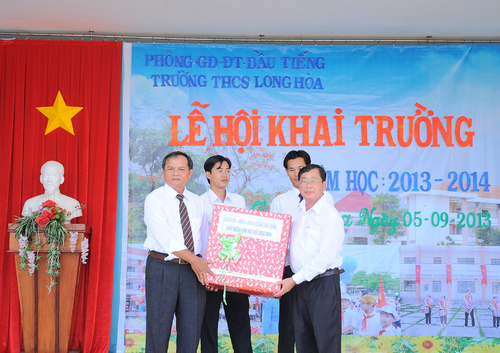 PHÒNG GD-ĐT DẦU TIẾNG
TRƯỜNG THCS LONG HÒA
LỄ HỘI KHAI TRƯỜNG
M HỌC : 2013 - 2014
Ngày 05-09-2013